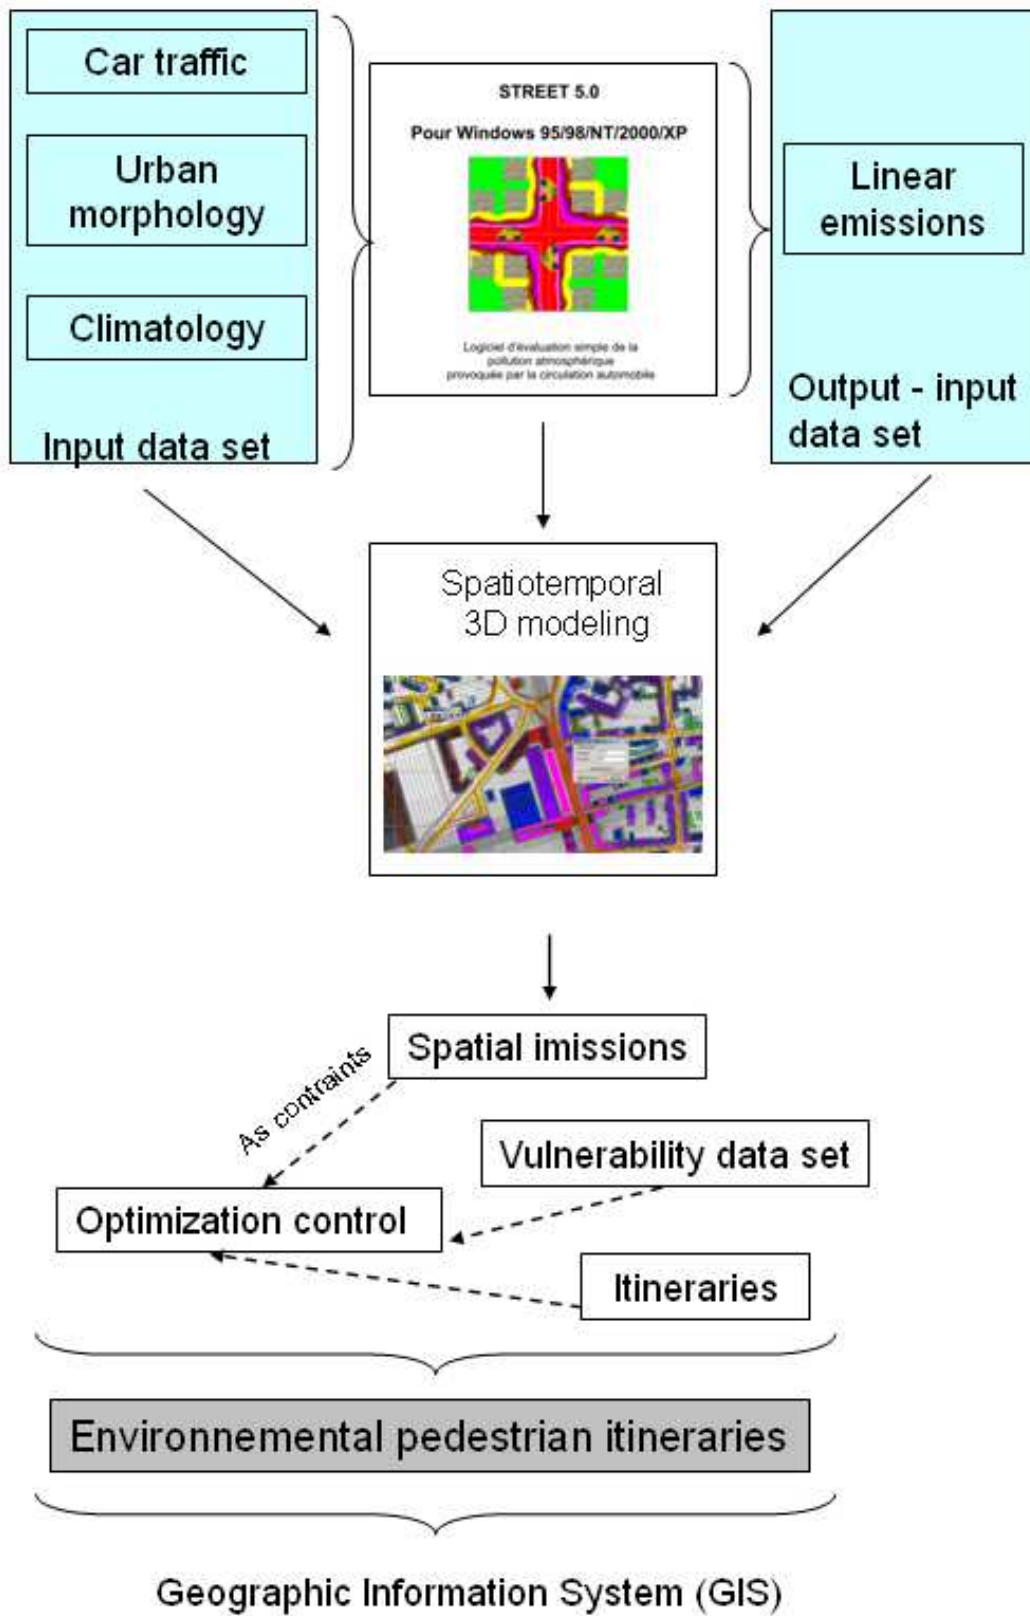 Car traffic
Urban
morphology
Climatology
Input data set
STREET 5.0
Pour Windows 95/98/NT/2000/XP
Logiciel d'évaluation simple de la
pollution atmosphérique
provoquée par la circulation automobile
Linear
emissions
Output - input
data set
Spatiotemporal
3D modeling
Spatial imissions
As contraints
Vulnerability data set
Optimization control
Itineraries
Environnemental pedestrian itineraries
Geographic Information System (GIS)